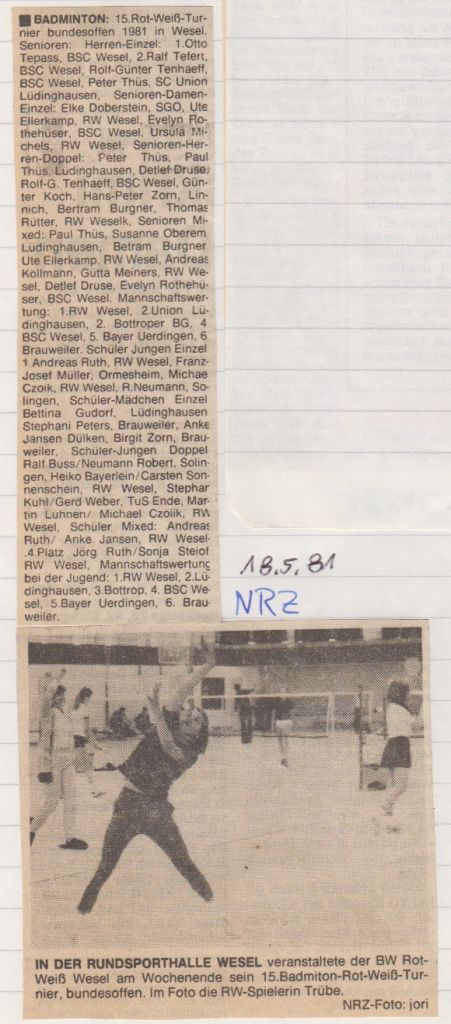 BADMINTON: 15.Rot-Weiß-Tur-
nier bundesoffen 1981 in Wesel.
Senioren: Herren-Einzel: 1.Otto
Tepass, BSC Wesel, 2.Ralf Tefert,
BSC Wesel, Rolf-Günter Tenhaeff,
BSC Wesel, Peter Thüs, SC Union
Lüdinghausen, Senioren-Damen-
Einzel: Elke Doberstein, SGO, Ute
Ellerkamp, RW Wesel, Evelyn Ro-
thehüser, BSC Wesel, Ursula Mi-
chels, RW Wesel, Senioren-Her-
ren-Doppel: Peter Thüs, Paul
Thüs, Lüdinghausen, Detlef Druse,
Rolf-G. Tenhaeff, BSC Wesel, Gün-
ter Koch, Hans-Peter Zorn, Lin-
nich, Bertram Burgner, Thomas
Rütter, RW Weselk, Senioren Mi-
xed: Paul Thüs, Susanne Oberem
Lüdinghausen, Betram Burgner
Ute Ellerkamp, RW Wesel, Andreas
Kollmann, Gütta Meiners, RW We-
sel, Detlef Druse, Evelyn Rothehü-
ser, BSC Wesel. Mannschaftswer-
tung: 1.RW Wesel, 2.Union Lü-
dinghausen, 2. Bottroper BG, 4
BSC Wesel, 5. Bayer Uerdingen, 6
Brauweiler. Schüler Jungen Einzel
1.Andreas Ruth, RW Wesel, Franz-
Josef Müller, Ormesheim, Michae
Czoik, RW Wesel, R.Neumann, So-
lingen, Schüler-Mädchen Einzel
Bettina Gudorf, Lüdinghausen
Stephani Peters, Brauweiler, Anke
Jansen Dülken, Birgit Zorn, Brau-
weiler, Schüler-Jungen Doppel
Ralf Buss/Neumann Robert, Solin-
gen, Heiko Bayerlein/Carsten Son-
nenschein, RW Wesel, Stephan
Kuhl/Gerd Weber, TuS Ende, Mar-
tin Luhnen/ Michael Czoiik, RW
Wesel, Schüler Mixed: Andreas
Ruth/ Anke Jansen, RW Wesel-
.4.Platz Jörg Ruth/Sonja Steiof
RW Wesel, Mannschaftswertung
bei der Jugend: 1.RW Wesel, 2.Lü-
dinghausen, 3.Bottrop, 4. BSC We-
sel, 5.Bayer Uerdingen, 6. Brau-
weiler.
18.5.81
NRZ
IN DER RUNDSPORTHALLE WESEL veranstaltete der BW Rot-
Weiß Wesel am Wochenende sein 15.Badmiton-Rot-Weiß-Tur-
nier, bundesoffen. Im Foto die RW-Spielerin Trübe.
NRZ-Foto: jori